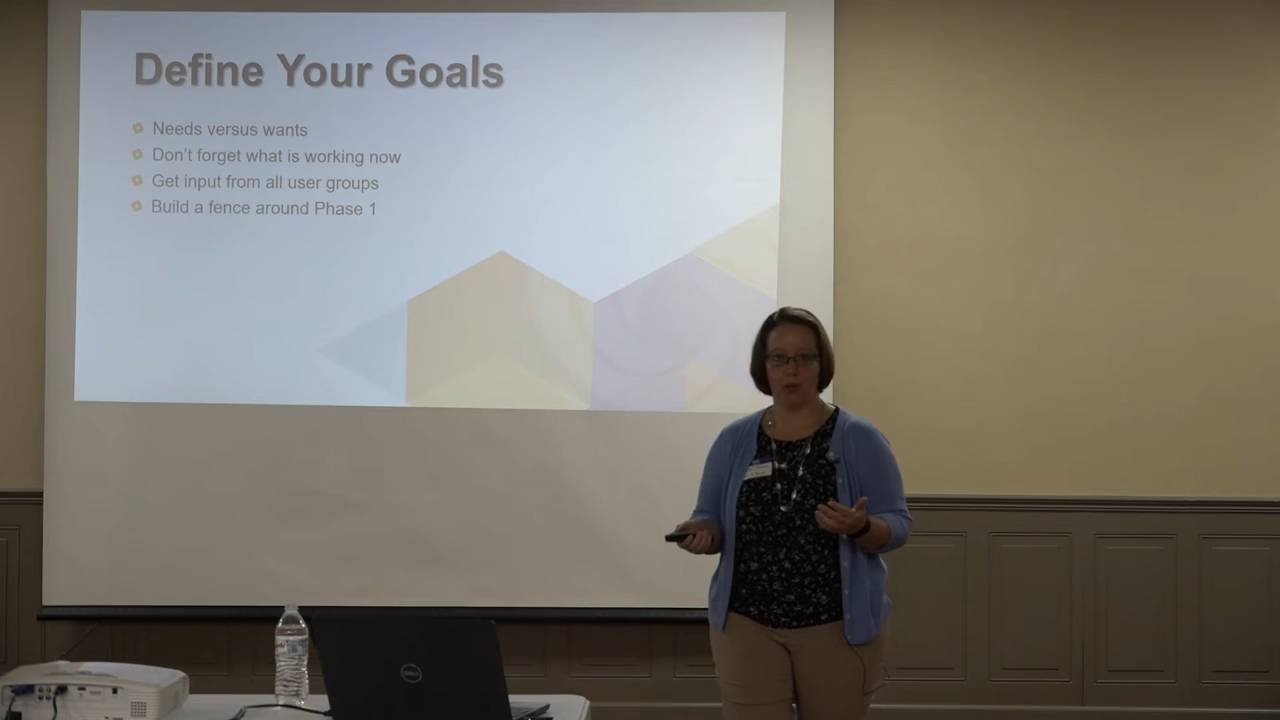 Define Your Goals
Needs versus wants
Don't forget what is working now
Get input from all user groups
Build a fence around Phase 1
DELL